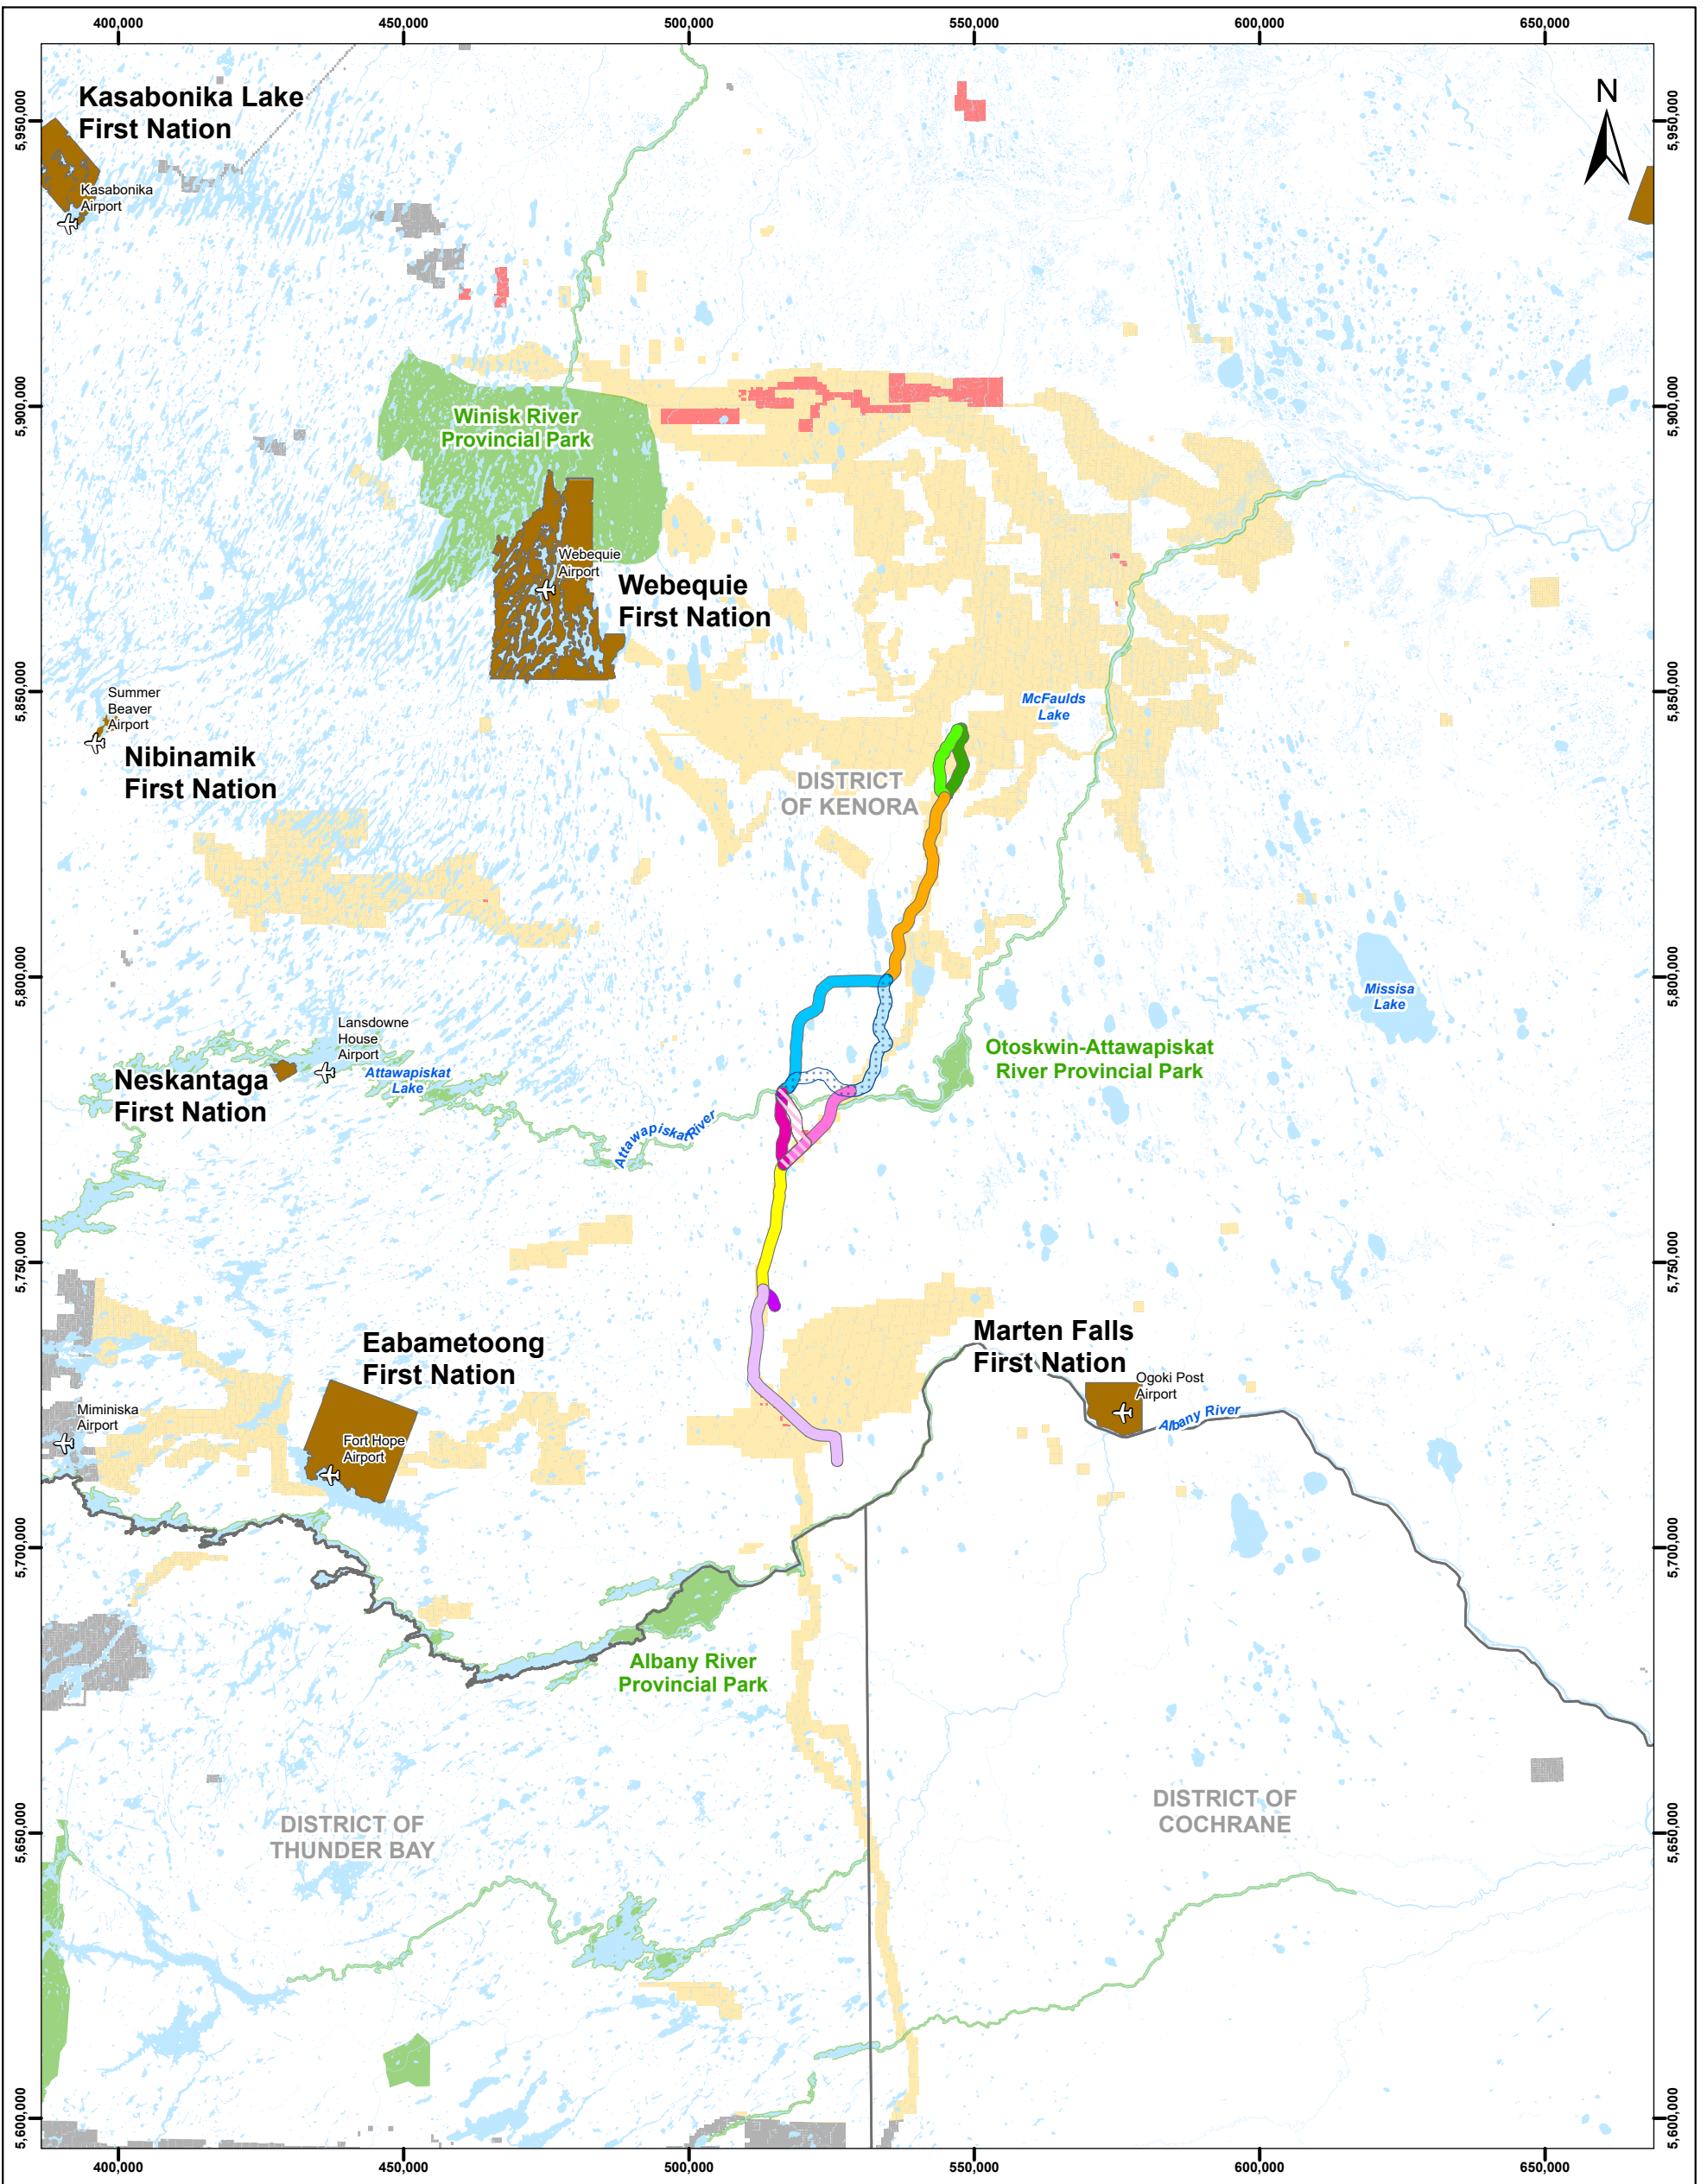 400,000
450,000
500,000
550,000
600,000
650,000
N
Kasabonika Lake
First Nation
5,950,000
5,950,000
Kasabonika
Airport
5,900,000
5,900,000
Winisk River
Provincial Park
Webequie
Airport
Webequie
First Nation
5,850,000
5,850,000
Summer
Beaver
Airport
McFaulds
Lake
Nibinamik
First Nation
DISTRICT
OF KENORA
5,800,000
5,800,000
Missisa
Lake
Lansdowne
House
Airport
Attawapiskat
Lake
Otoskwin-Attawapiskat
River Provincial Park
Neskantaga
First Nation
Attawapiskat River
5,750,000
5,750,000
Marten Falls
First Nation
Eabametoong
First Nation
Ogoki Post
Airport
Albany River
Miminiska
Airport
Fort Hope
Airport
5,700,000
5,700,000
Albany River
Provincial Park
DISTRICT OF
COCHRANE
DISTRICT OF
THUNDER BAY
5,650,000
5,650,000
5,600,000
5,600,000
400,000
450,000
500,000
550,000
600,000
650,000